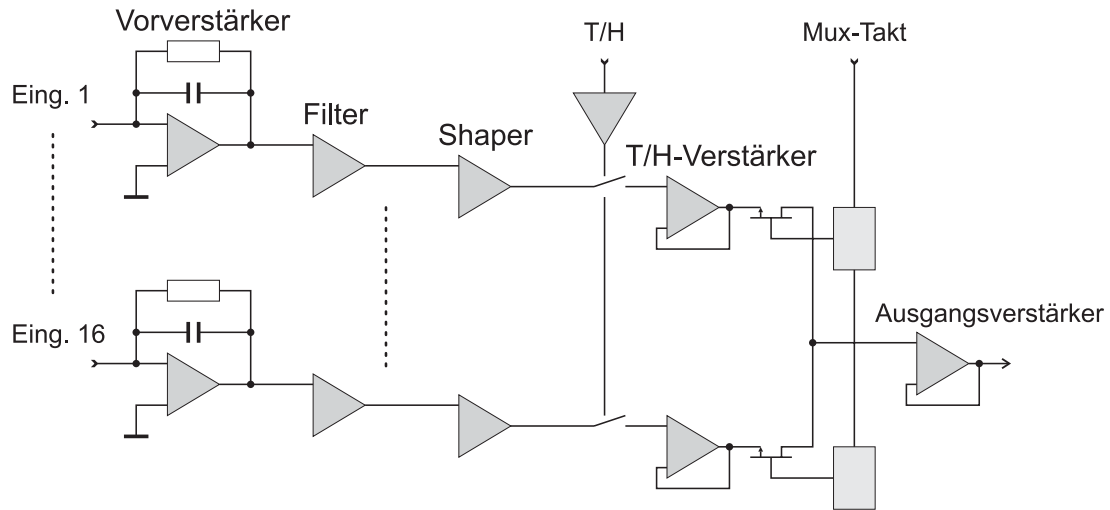 Vorverstärker
T/H
Mux-Takt
Eing. 1
Filter
Shaper
T/H-Verstärker
Eing. 16
Ausgangsverstärker